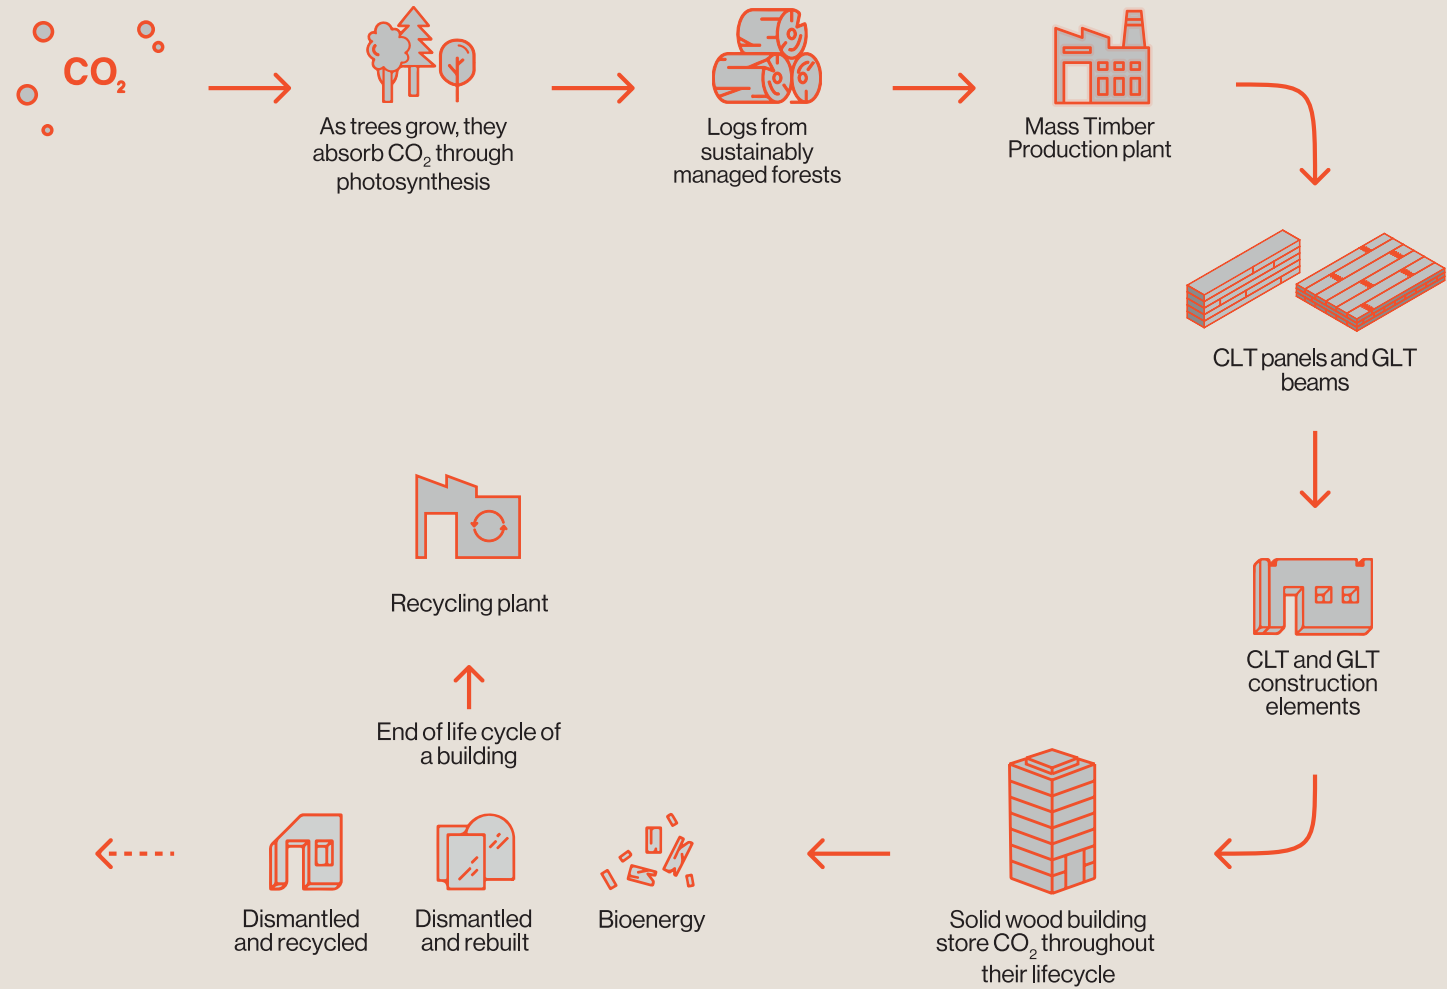 CO₂
As trees grow, they
absorb CO₂ through
photosynthesis
Logs from
sustainably
managed forests
Mass Timber
Production plant
CLT panels and GLT
beams
CLT and GLT
construction
elements
Solid wood building
store CO₂ throughout
their lifecycle
Recycling plant
End of life cycle of
a building
Dismantled
and recycled
Dismantled
and rebuilt
Bioenergy